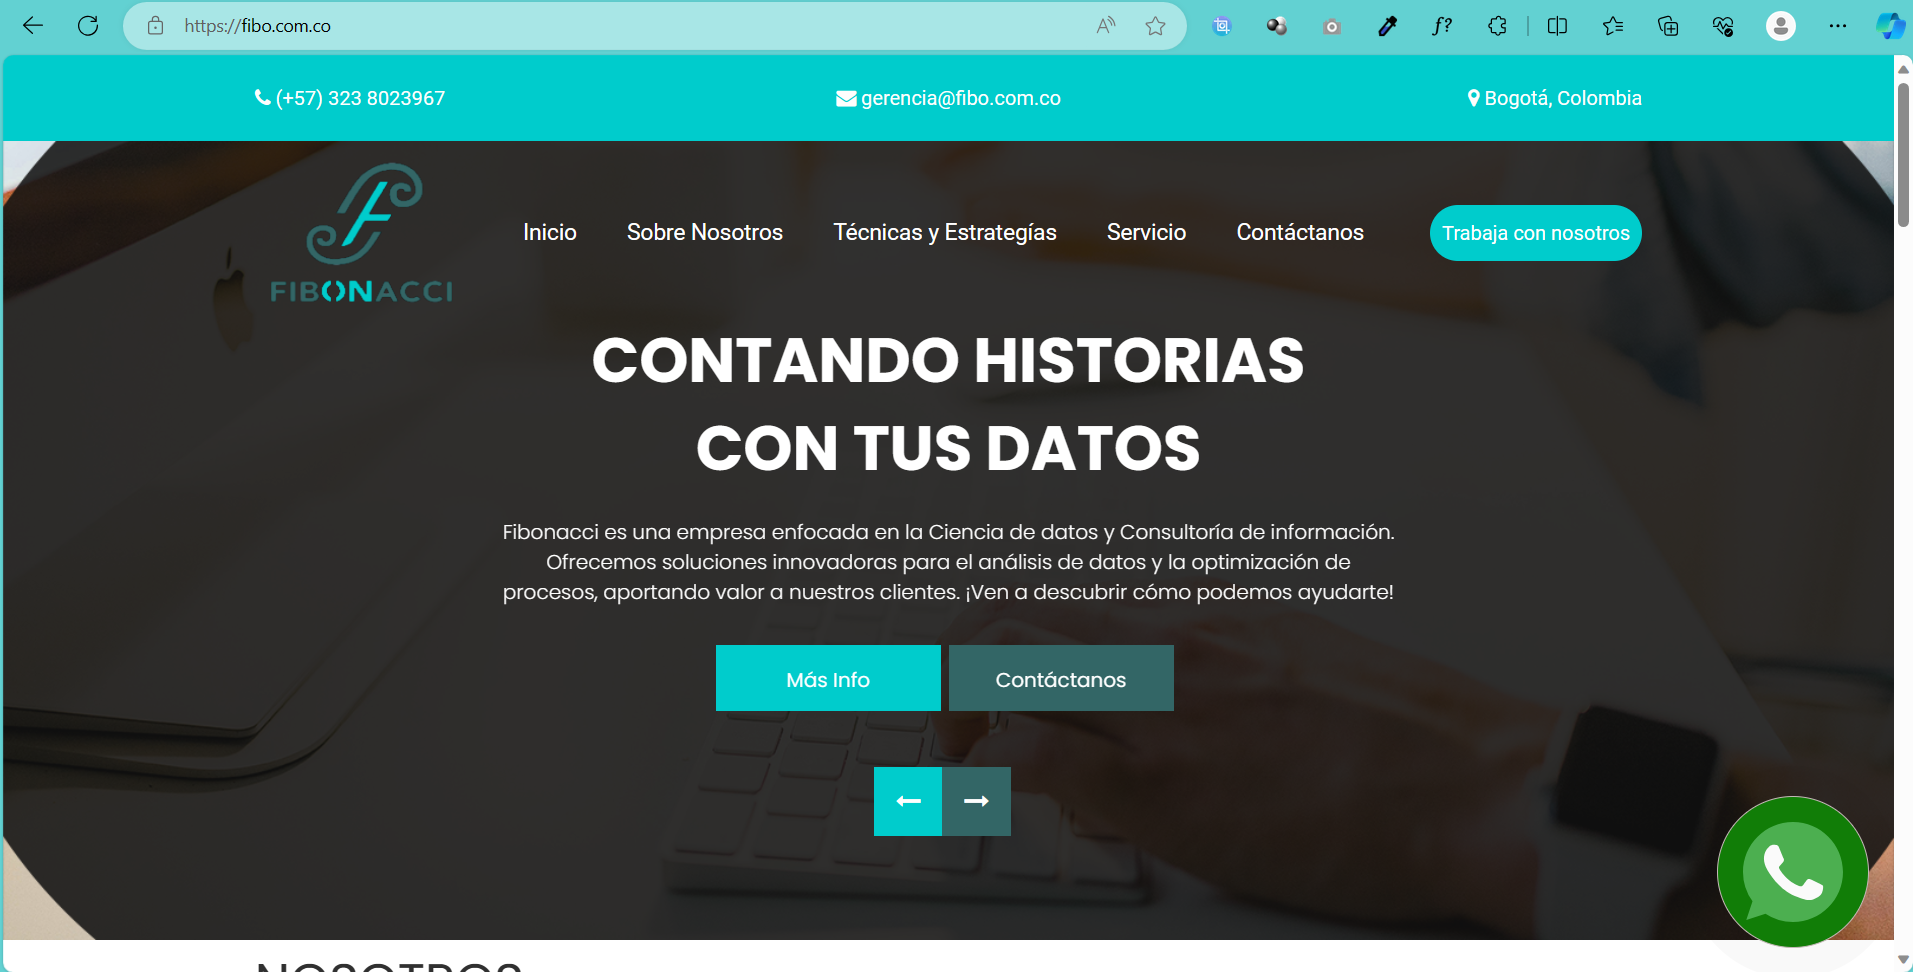 https://fibo.com.co
(+57) 323 8023967
gerencia@fibo.com.co
Bogotá, Colombia
FIBONACCI
Inicio
Sobre Nosotros
Técnicas y Estrategías
Servicio
Contáctanos
Trabaja con nosotros
CONTANDO HISTORIAS
CON TUS DATOS
Fibonacci es una empresa enfocada en la Ciencia de datos y Consultoría de información.
Ofrecemos soluciones innovadoras para el análisis de datos y la optimización de
procesos, aportando valor a nuestros clientes. ¡Ven a descubrir cómo podemos ayudarte!
Más Info
Contáctanos
NOSOTROS